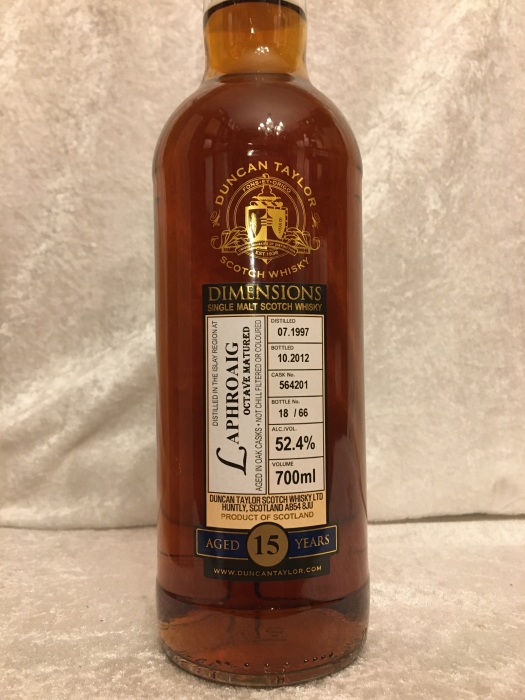 DUNCAN TAYLOR
FONS-ET-ORIGO
EST 1938
SCOTCH WHISKY
DIMENSIONS
SINGLE MALT SCOTCH WHISKY
DISTILLED IN THE ISLAY REGION AT
LAPHROAIG
OCTAVE MATURED
AGED IN OAK CASKS • NOT CHILL FILTERED OR COLOURED
DISTILLED
07.1997
BOTTLED
10.2012
CASK No.
564201
BOTTLE No.
18 / 66
ALC./VOL.
52.4%
VOLUME
700ml
DUNCAN TAYLOR SCOTCH WHISKY LTD
HUNTLY, SCOTLAND AB54 8JU
PRODUCT OF SCOTLAND
AGED 15 YEARS
WWW.DUNCANTAYLOR.COM